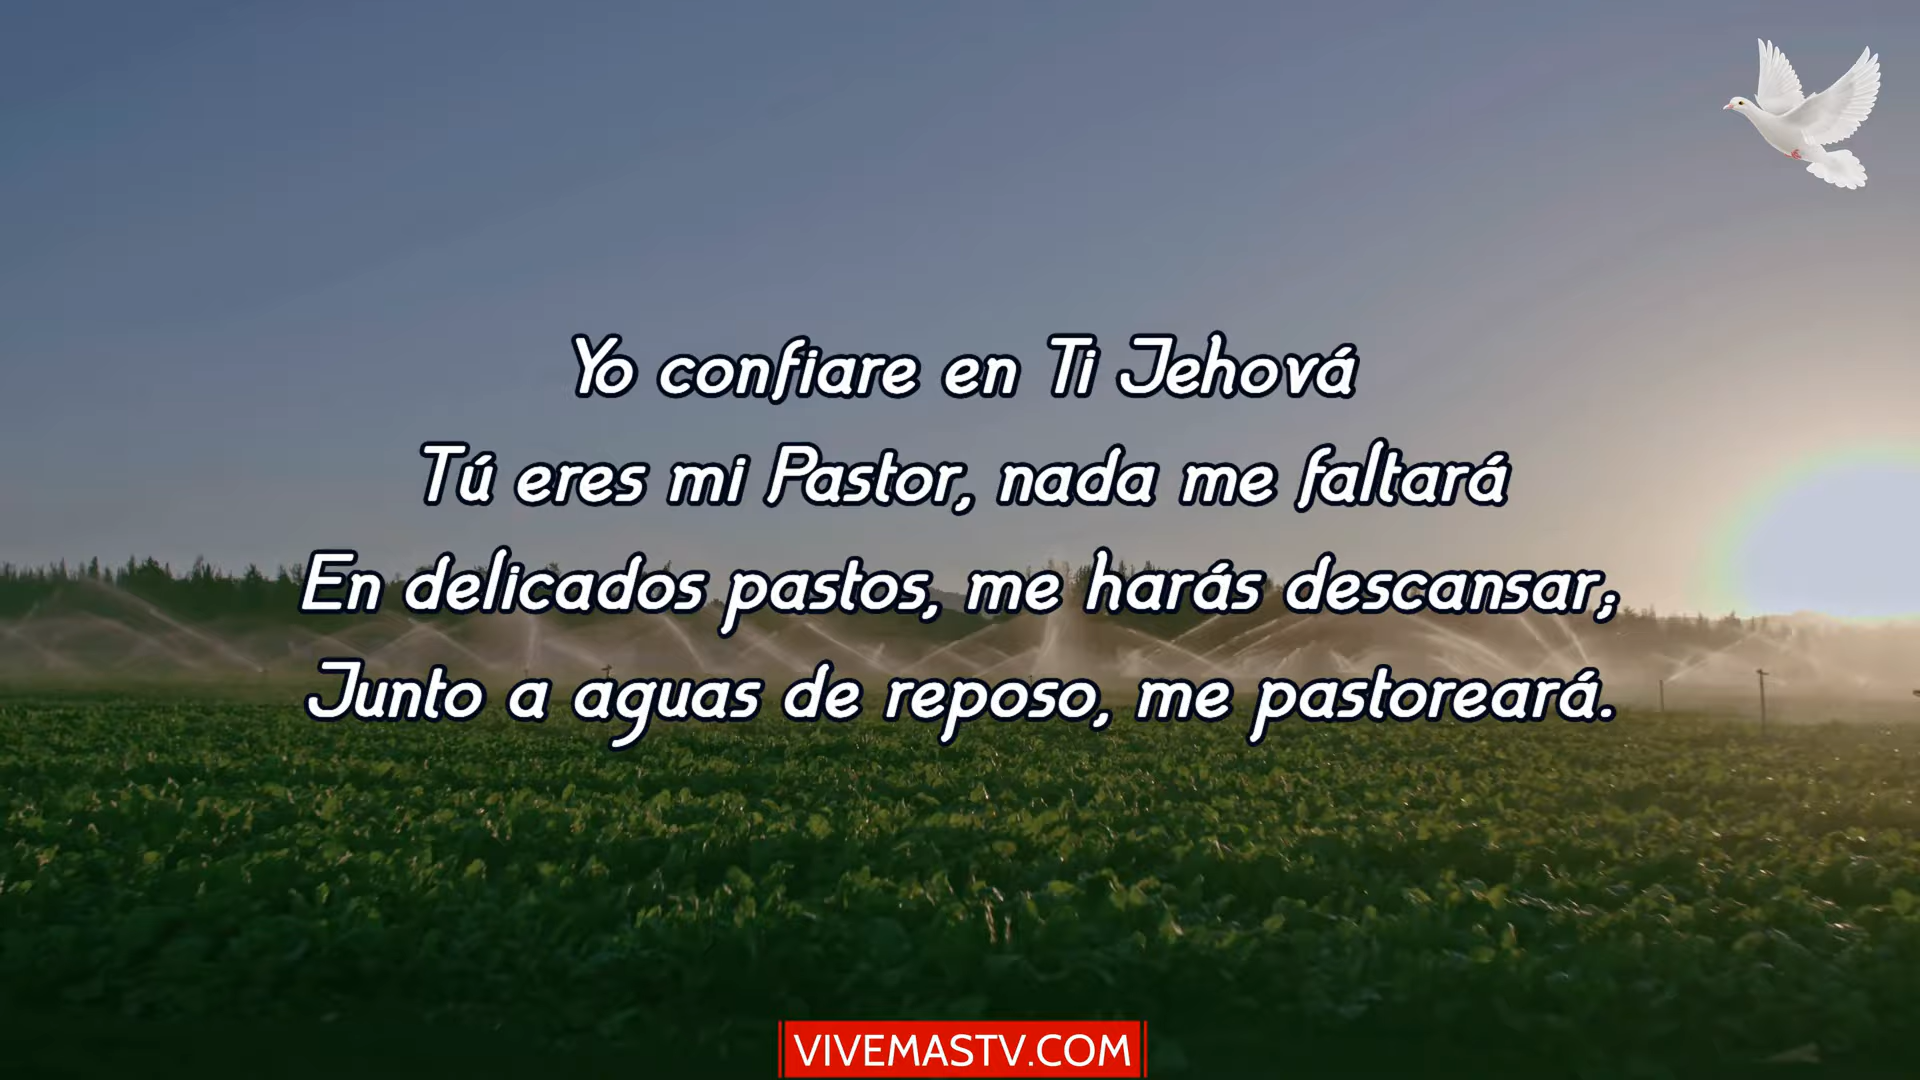 Yo confiare en Ti Jehová
Tú eres mi Pastor, nada me faltará
En delicados pastos, me harás descansar;
Junto a aguas de reposo, me pastoreará.
VIVEMASTV.COM